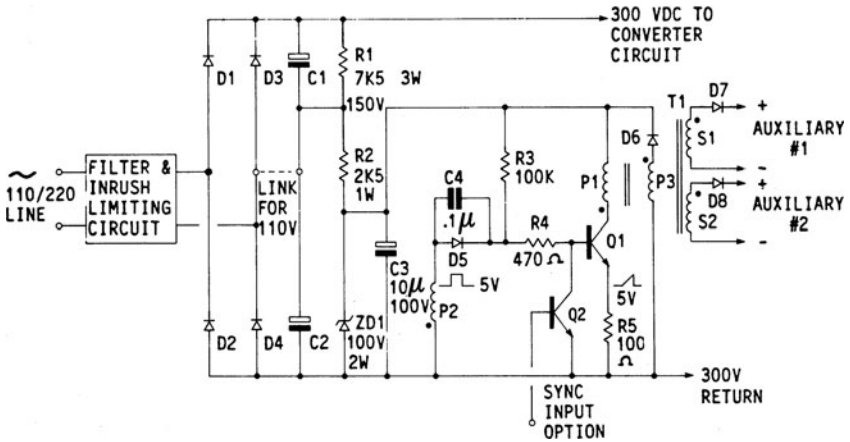 300 VDC TO
CONVERTER
CIRCUIT
D1
D3
C1
R1
7K5 3W
150V
D7
T1
+
S1
AUXILIARY
#1
-
D6
R2
2K5
1W
R3
100K
P1
P3
~
110/220
LINE
FILTER &
INRUSH
LIMITING
CIRCUIT
LINK
FOR
110V
C4
.1μ
D5
R4
470 Ω
Q1
+
D8
S2
AUXILIARY
#2
-
C3
10μ
100V
5V
P2
5V
D2
D4
C2
ZD1
100V
2W
Q2
R5
100
Ω
300V
RETURN
SYNC
INPUT
OPTION